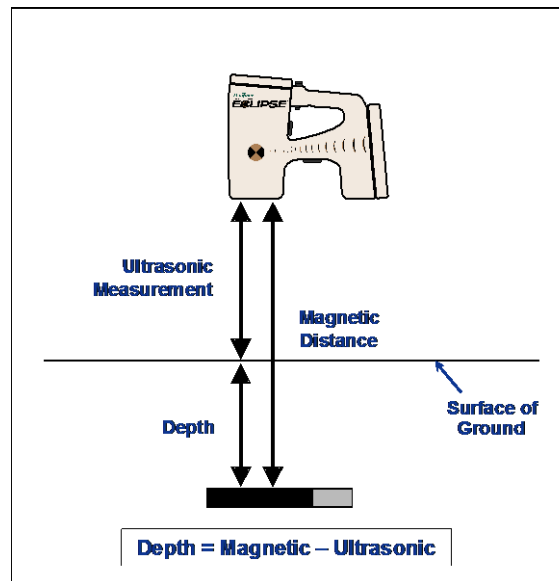 ECLIPSE
Ultrasonic
Measurement
Magnetic
Distance
Surface of
Ground
Depth
Depth = Magnetic – Ultrasonic